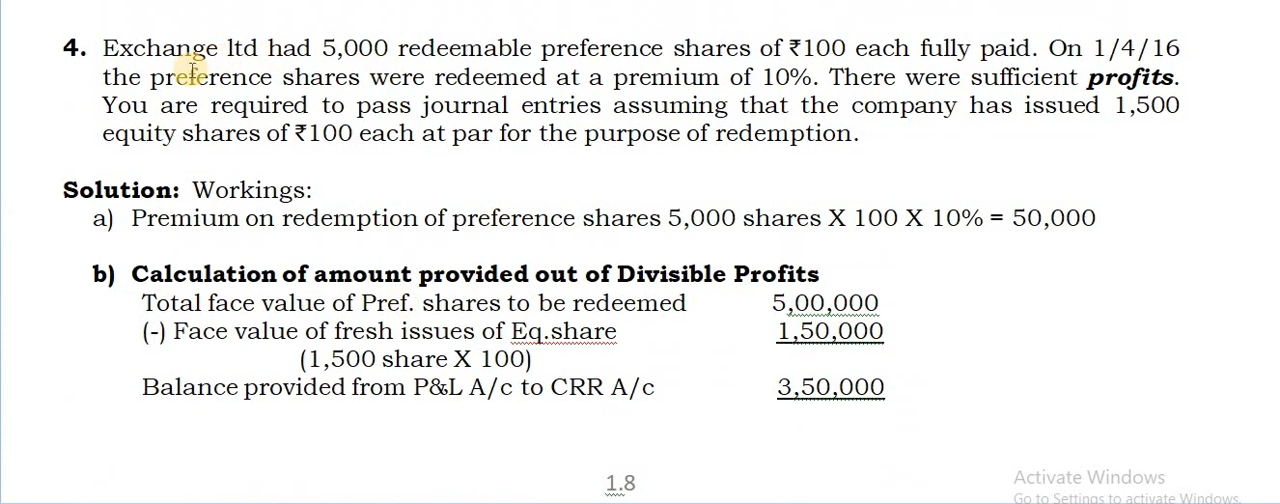 4. Exchange ltd had 5,000 redeemable preference shares of ₹100 each fully paid. On 1/4/16
the preference shares were redeemed at a premium of 10%. There were sufficient profits.
You are required to pass journal entries assuming that the company has issued 1,500
equity shares of ₹100 each at par for the purpose of redemption.
Solution: Workings:
a) Premium on redemption of preference shares 5,000 shares X 100 X 10% = 50,000
b) Calculation of amount provided out of Divisible Profits
Total face value of Pref. shares to be redeemed 5,00,000
(-) Face value of fresh issues of Eq.share 1,50,000
(1,500 share X 100)
Balance provided from P&L A/c to CRR A/c 3,50,000
1.8
Activate Windows
Go to Settings to activate Windows.